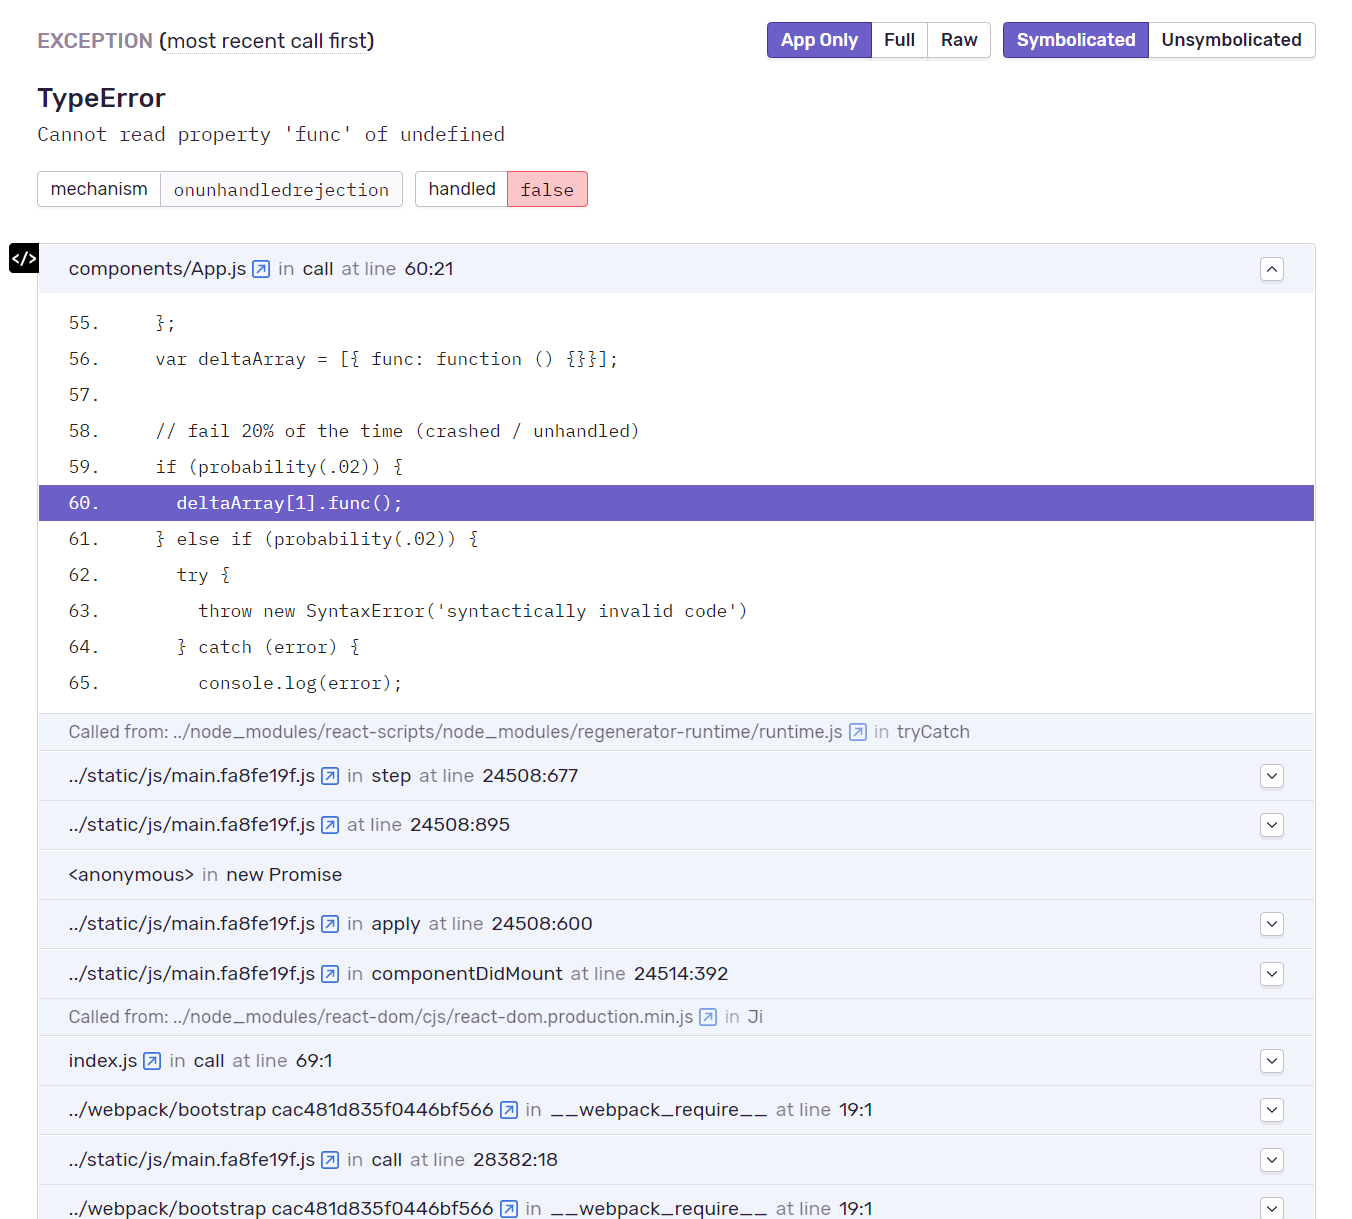 EXCEPTION (most recent call first) App Only Full Raw Symbolicated Unsymbolicated
TypeError
Cannot read property 'func' of undefined
mechanism onunhandledrejection handled false
</>
components/App.js in call at line 60:21
55. };
56. var deltaArray = [{ func: function () {}}];
57.
58. // fail 20% of the time (crashed / unhandled)
59. if (probability(.02)) {
60. deltaArray[1].func();
61. } else if (probability(.02)) {
62. try {
63. throw new SyntaxError('syntactically invalid code')
64. } catch (error) {
65. console.log(error);
Called from: ../node_modules/react-scripts/node_modules/regenerator-runtime/runtime.js in tryCatch
../static/js/main.fa8fe19f.js in step at line 24508:677
../static/js/main.fa8fe19f.js at line 24508:895
<anonymous> in new Promise
../static/js/main.fa8fe19f.js in apply at line 24508:600
../static/js/main.fa8fe19f.js in componentDidMount at line 24514:392
Called from: ../node_modules/react-dom/cjs/react-dom.production.min.js in Ji
index.js in call at line 69:1
../webpack/bootstrap cac481d835f0446bf566 in __webpack_require__ at line 19:1
../static/js/main.fa8fe19f.js in call at line 28382:18
../webpack/bootstrap cac481d835f0446bf566 in __webpack_require__ at line 19:1